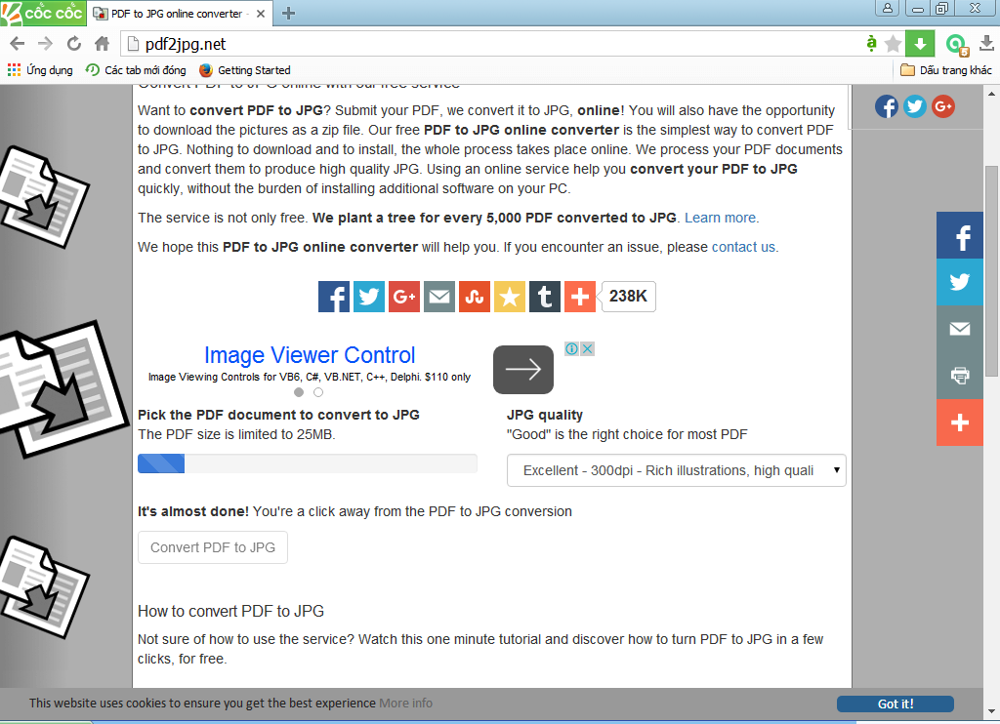 CỐC CỐC
PDF to JPG online converter
pdf2jpg.net
Ứng dụng
Các tab mới đóng
Getting Started
Dấu trang khác
Convert PDF to JPG online with our free service
Want to convert PDF to JPG? Submit your PDF, we convert it to JPG, online! You will also have the opportunity
to download the pictures as a zip file. Our free PDF to JPG online converter is the simplest way to convert PDF
to JPG. Nothing to download and to install, the whole process takes place online. We process your PDF documents
and convert them to produce high quality JPG. Using an online service help you convert your PDF to JPG
quickly, without the burden of installing additional software on your PC.
The service is not only free. We plant a tree for every 5,000 PDF converted to JPG. Learn more.
We hope this PDF to JPG online converter will help you. If you encounter an issue, please contact us.
238K
Image Viewer Control
Image Viewing Controls for VB6, C#, VB.NET, C++, Delphi. $110 only
Pick the PDF document to convert to JPG
The PDF size is limited to 25MB.
JPG quality
"Good" is the right choice for most PDF
Excellent - 300dpi - Rich illustrations, high quali
It's almost done! You're a click away from the PDF to JPG conversion
Convert PDF to JPG
How to convert PDF to JPG
Not sure of how to use the service? Watch this one minute tutorial and discover how to turn PDF to JPG in a few
clicks, for free.
This website uses cookies to ensure you get the best experience More info
Got it!